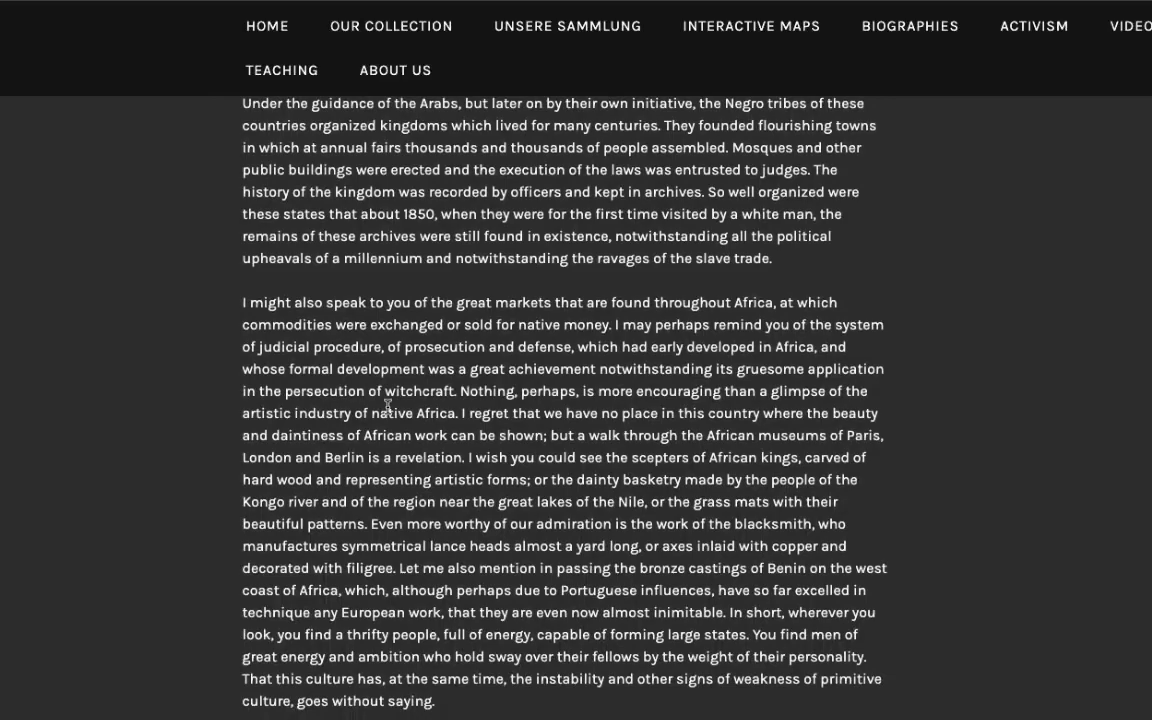 HOME OUR COLLECTION UNSERE SAMMLUNG INTERACTIVE MAPS BIOGRAPHIES ACTIVISM VIDEO
TEACHING ABOUT US
Under the guidance of the Arabs, but later on by their own initiative, the Negro tribes of these
countries organized kingdoms which lived for many centuries. They founded flourishing towns
in which at annual fairs thousands and thousands of people assembled. Mosques and other
public buildings were erected and the execution of the laws was entrusted to judges. The
history of the kingdom was recorded by officers and kept in archives. So well organized were
these states that about 1850, when they were for the first time visited by a white man, the
remains of these archives were still found in existence, notwithstanding all the political
upheavals of a millennium and notwithstanding the ravages of the slave trade.
I might also speak to you of the great markets that are found throughout Africa, at which
commodities were exchanged or sold for native money. I may perhaps remind you of the system
of judicial procedure, of prosecution and defense, which had early developed in Africa, and
whose formal development was a great achievement notwithstanding its gruesome application
in the persecution of witchcraft. Nothing, perhaps, is more encouraging than a glimpse of the
artistic industry of native Africa. I regret that we have no place in this country where the beauty
and daintiness of African work can be shown; but a walk through the African museums of Paris,
London and Berlin is a revelation. I wish you could see the scepters of African kings, carved of
hard wood and representing artistic forms; or the dainty basketry made by the people of the
Kongo river and of the region near the great lakes of the Nile, or the grass mats with their
beautiful patterns. Even more worthy of our admiration is the work of the blacksmith, who
manufactures symmetrical lance heads almost a yard long, or axes inlaid with copper and
decorated with filigree. Let me also mention in passing the bronze castings of Benin on the west
coast of Africa, which, although perhaps due to Portuguese influences, have so far excelled in
technique any European work, that they are even now almost inimitable. In short, wherever you
look, you find a thrifty people, full of energy, capable of forming large states. You find men of
great energy and ambition who hold sway over their fellows by the weight of their personality.
That this culture has, at the same time, the instability and other signs of weakness of primitive
culture, goes without saying.